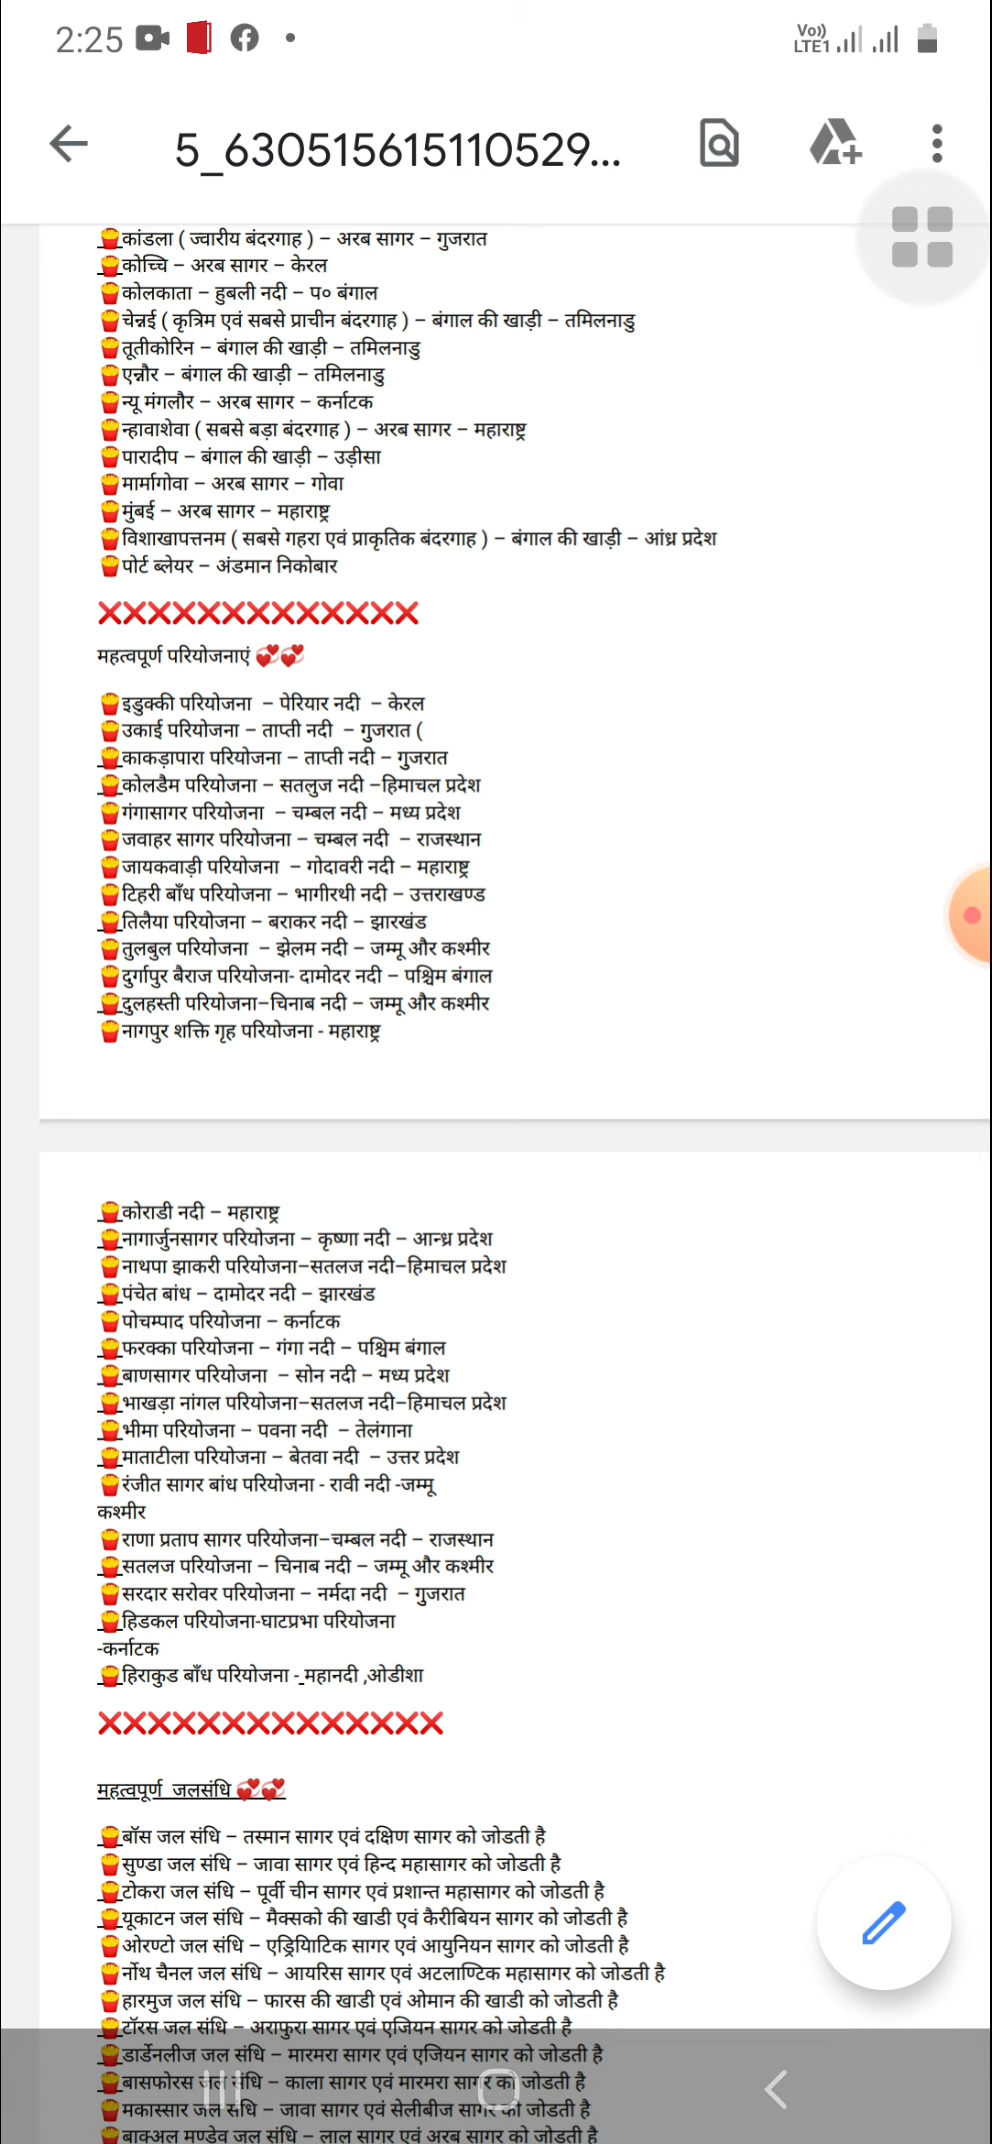 2:25
Vo))
LTE1
5_630515615110529...
कांडला ( ज्वारीय बंदरगाह ) – अरब सागर – गुजरात
कोच्चि – अरब सागर – केरल
कोलकाता – हुबली नदी – प० बंगाल
चेन्नई ( कृत्रिम एवं सबसे प्राचीन बंदरगाह ) – बंगाल की खाड़ी – तमिलनाडु
तूतीकोरिन – बंगाल की खाड़ी – तमिलनाडु
एन्नौर – बंगाल की खाड़ी – तमिलनाडु
न्यू मंगलौर – अरब सागर – कर्नाटक
न्हावाशेवा ( सबसे बड़ा बंदरगाह ) – अरब सागर – महाराष्ट्र
पारादीप – बंगाल की खाड़ी – उड़ीसा
मार्मागोवा – अरब सागर – गोवा
मुंबई – अरब सागर – महाराष्ट्र
विशाखापत्तनम ( सबसे गहरा एवं प्राकृतिक बंदरगाह ) – बंगाल की खाड़ी – आंध्र प्रदेश
पोर्ट ब्लेयर – अंडमान निकोबार
महत्वपूर्ण परियोजनाएं
इडुक्की परियोजना – पेरियार नदी – केरल
उकाई परियोजना – ताप्ती नदी – गुजरात (
काकड़ापारा परियोजना – ताप्ती नदी – गुजरात
कोलडैम परियोजना – सतलुज नदी –हिमाचल प्रदेश
गंगासागर परियोजना – चम्बल नदी – मध्य प्रदेश
जवाहर सागर परियोजना – चम्बल नदी – राजस्थान
जायकवाड़ी परियोजना – गोदावरी नदी – महाराष्ट्र
टिहरी बाँध परियोजना – भागीरथी नदी – उत्तराखण्ड
तिलैया परियोजना – बराकर नदी – झारखंड
तुलबुल परियोजना – झेलम नदी – जम्मू और कश्मीर
दुर्गापुर बैराज परियोजना- दामोदर नदी – पश्चिम बंगाल
दुलहस्ती परियोजना–चिनाब नदी – जम्मू और कश्मीर
नागपुर शक्ति गृह परियोजना - महाराष्ट्र
कोराडी नदी – महाराष्ट्र
नागार्जुनसागर परियोजना – कृष्णा नदी – आन्ध्र प्रदेश
नाथपा झाकरी परियोजना–सतलज नदी–हिमाचल प्रदेश
पंचेत बांध – दामोदर नदी – झारखंड
पोचम्पाद परियोजना – कर्नाटक
फरक्का परियोजना – गंगा नदी – पश्चिम बंगाल
बाणसागर परियोजना – सोन नदी – मध्य प्रदेश
भाखड़ा नांगल परियोजना–सतलज नदी–हिमाचल प्रदेश
भीमा परियोजना – पवना नदी – तेलंगाना
माताटीला परियोजना – बेतवा नदी – उत्तर प्रदेश
रंजीत सागर बांध परियोजना - रावी नदी -जम्मू
कश्मीर
राणा प्रताप सागर परियोजना–चम्बल नदी – राजस्थान
सतलज परियोजना – चिनाब नदी – जम्मू और कश्मीर
सरदार सरोवर परियोजना – नर्मदा नदी – गुजरात
हिडकल परियोजना-घाटप्रभा परियोजना
-कर्नाटक
हिराकुड बाँध परियोजना - महानदी ,ओडीशा
महत्वपूर्ण जलसंधि
बॉस जल संधि – तस्मान सागर एवं दक्षिण सागर को जोडती है
सुण्डा जल संधि – जावा सागर एवं हिन्द महासागर को जोडती है
टोकरा जल संधि – पूर्वी चीन सागर एवं प्रशान्त महासागर को जोडती है
यूकाटन जल संधि – मैक्सको की खाडी एवं कैरीबियन सागर को जोडती है
ओरण्टो जल संधि – एड्रियािटिक सागर एवं आयुनियन सागर को जोडती है
र्नोथ चैनल जल संधि – आयरिस सागर एवं अटलाण्टिक महासागर को जोडती है
हारमुज जल संधि – फारस की खाडी एवं ओमान की खाडी को जोडती है
टॉरस जल संधि – अराफुरा सागर एवं एजियन सागर को जोडती है
डार्डेनलीज जल संधि – मारमरा सागर एवं एजियन सागर को जोडती है
बासफोरस जल संधि – काला सागर एवं मारमरा सागर को जोडती है
मकास्सार जल संधि – जावा सागर एवं सेलीबीज सागर को जोडती है
बाक्अल मण्डेव जल संधि – लाल सागर एवं अरब सागर को जोडती है